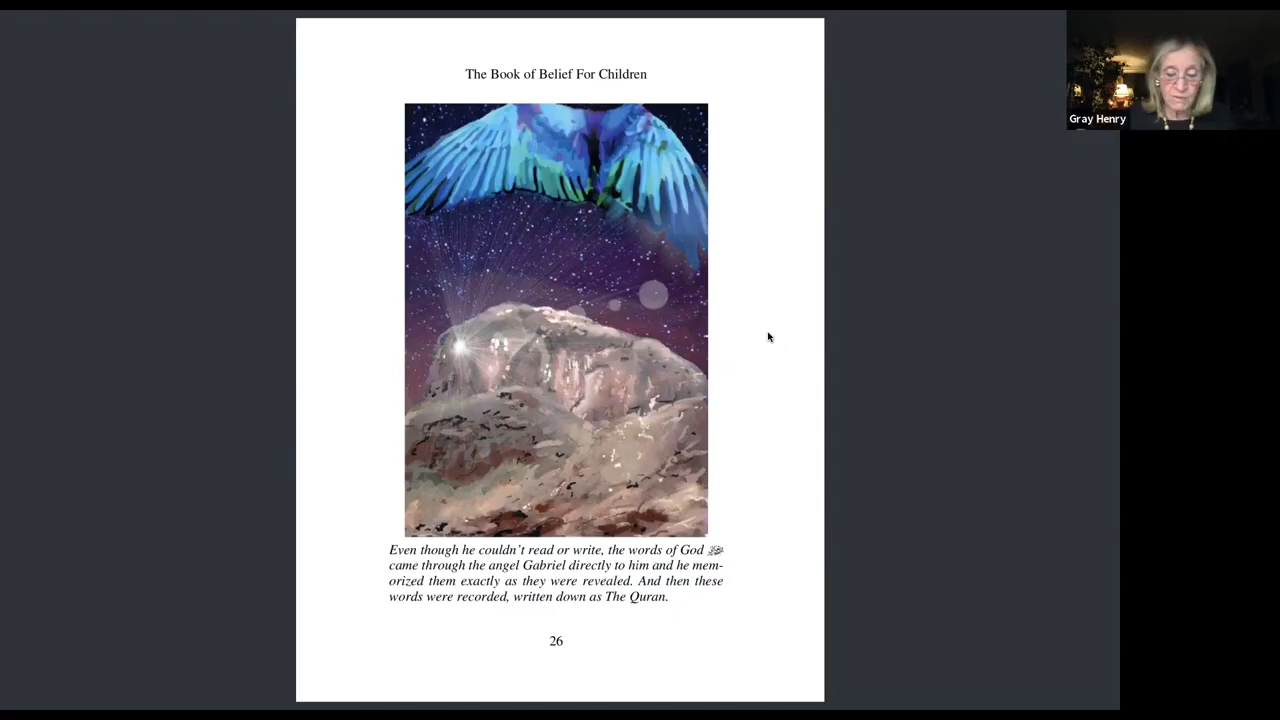 The Book of Belief For Children
Gray Henry
Even though he couldn't read or write, the words of God
came through the angel Gabriel directly to him and he mem-
orized them exactly as they were revealed. And then these
words were recorded, written down as The Quran.
26